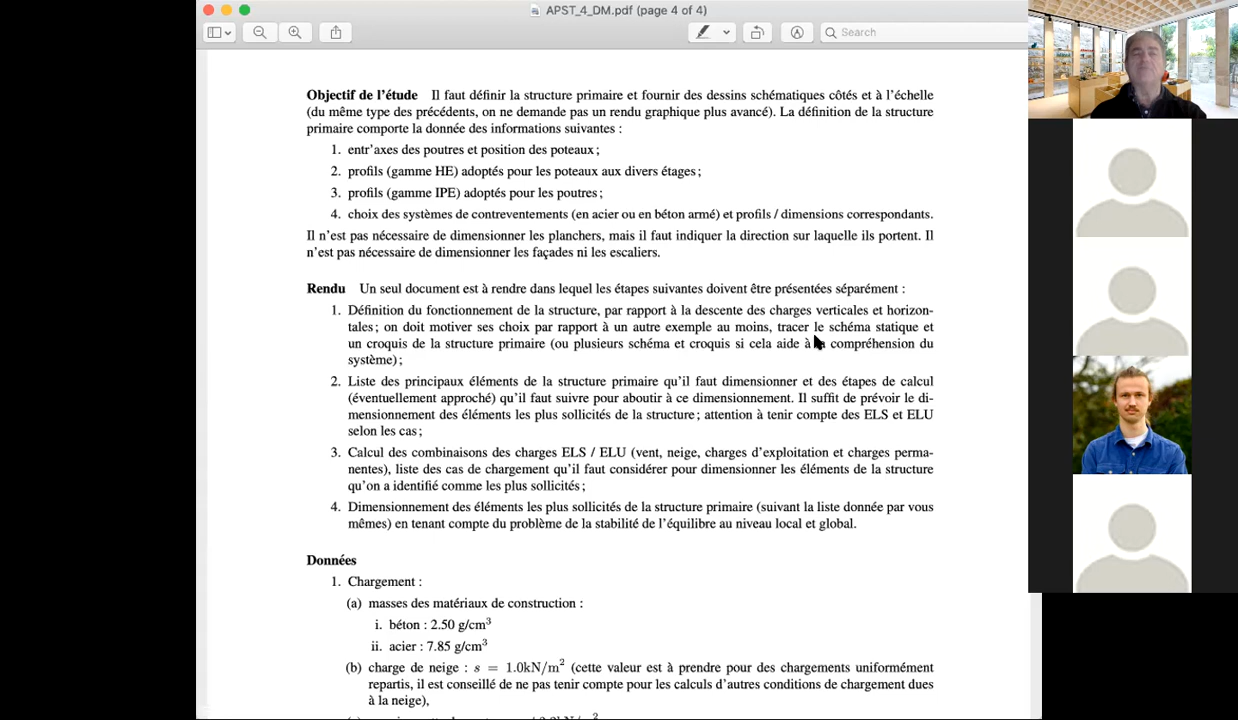 APST_4_DM.pdf (page 4 of 4)
Search
Objectif de l'étude Il faut définir la structure primaire et fournir des dessins schématiques côtés et à l'échelle
(du même type des précédents, on ne demande pas un rendu graphique plus avancé). La définition de la structure
primaire comporte la donnée des informations suivantes :
1. entr'axes des poutres et position des poteaux ;
2. profils (gamme HE) adoptés pour les poteaux aux divers étages ;
3. profils (gamme IPE) adoptés pour les poutres ;
4. choix des systèmes de contreventements (en acier ou en béton armé) et profils / dimensions correspondants.
Il n'est pas nécessaire de dimensionner les planchers, mais il faut indiquer la direction sur laquelle ils portent. Il
n'est pas nécessaire de dimensionner les façades ni les escaliers.
Rendu Un seul document est à rendre dans lequel les étapes suivantes doivent être présentées séparément :
1. Définition du fonctionnement de la structure, par rapport à la descente des charges verticales et horizon-
tales ; on doit motiver ses choix par rapport à un autre exemple au moins, tracer le schéma statique et
un croquis de la structure primaire (ou plusieurs schéma et croquis si cela aide à la compréhension du
système) ;
2. Liste des principaux éléments de la structure primaire qu'il faut dimensionner et des étapes de calcul
(éventuellement approché) qu'il faut suivre pour aboutir à ce dimensionnement. Il suffit de prévoir le di-
mensionnement des éléments les plus sollicités de la structure ; attention à tenir compte des ELS et ELU
selon les cas ;
3. Calcul des combinaisons des charges ELS / ELU (vent, neige, charges d'exploitation et charges perma-
nentes), liste des cas de chargement qu'il faut considérer pour dimensionner les éléments de la structure
qu'on a identifié comme les plus sollicités ;
4. Dimensionnement des éléments les plus sollicités de la structure primaire (suivant la liste donnée par vous
mêmes) en tenant compte du problème de la stabilité de l'équilibre au niveau local et global.
Données
1. Chargement :
(a) masses des matériaux de construction :
i. béton : 2.50 g/cm³
ii. acier : 7.85 g/cm³
(b) charge de neige : s = 1.0kN/m² (cette valeur est à prendre pour des chargements uniformément
repartis, il est conseillé de ne pas tenir compte pour les calculs d'autres conditions de chargement dues
à la neige),